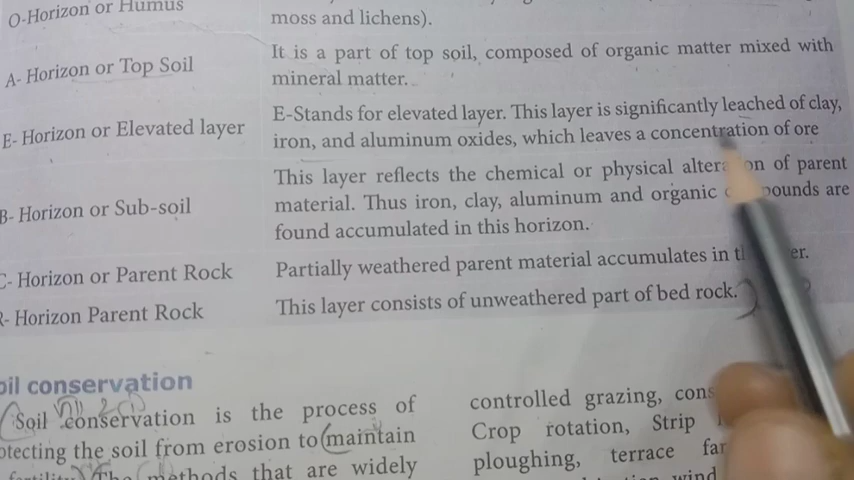 O-Horizon or Humus
moss and lichens).
A- Horizon or Top Soil
It is a part of top soil, composed of organic matter mixed with
mineral matter.
E- Horizon or Elevated layer
E-Stands for elevated layer. This layer is significantly leached of clay,
iron, and aluminum oxides, which leaves a concentration of ore
B- Horizon or Sub-soil
This layer reflects the chemical or physical of parent
material. Thus iron, clay, aluminum and organic are
found accumulated in this horizon.
C- Horizon or Parent Rock
Partially weathered parent material accumulates in
R- Horizon Parent Rock
This layer consists of unweathered part of bed rock.
oil conservation
Soil conservation is the process of
otecting the soil from erosion to maintain
methods that are widely
controlled grazing,
Crop rotation, Strip
ploughing, terrace
wind